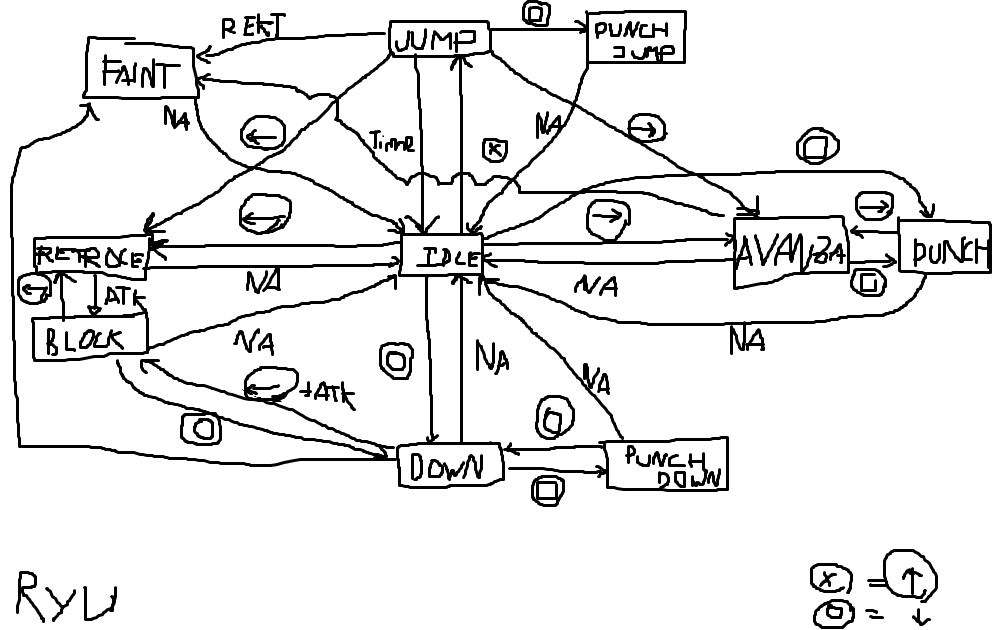 REKT
JUMP
PUNCH
JUMP
FAINT
NA
←
Time
X
NA
→
←
→
→
RETROCE
IDLE
AVANZA
PUNCH
←
ATK
NA
NA
BLOCK
NA
NA
NA
NA
← + ATK
DOWN
PUNCH
DOWN
RYU
X = ↑
O = ↓